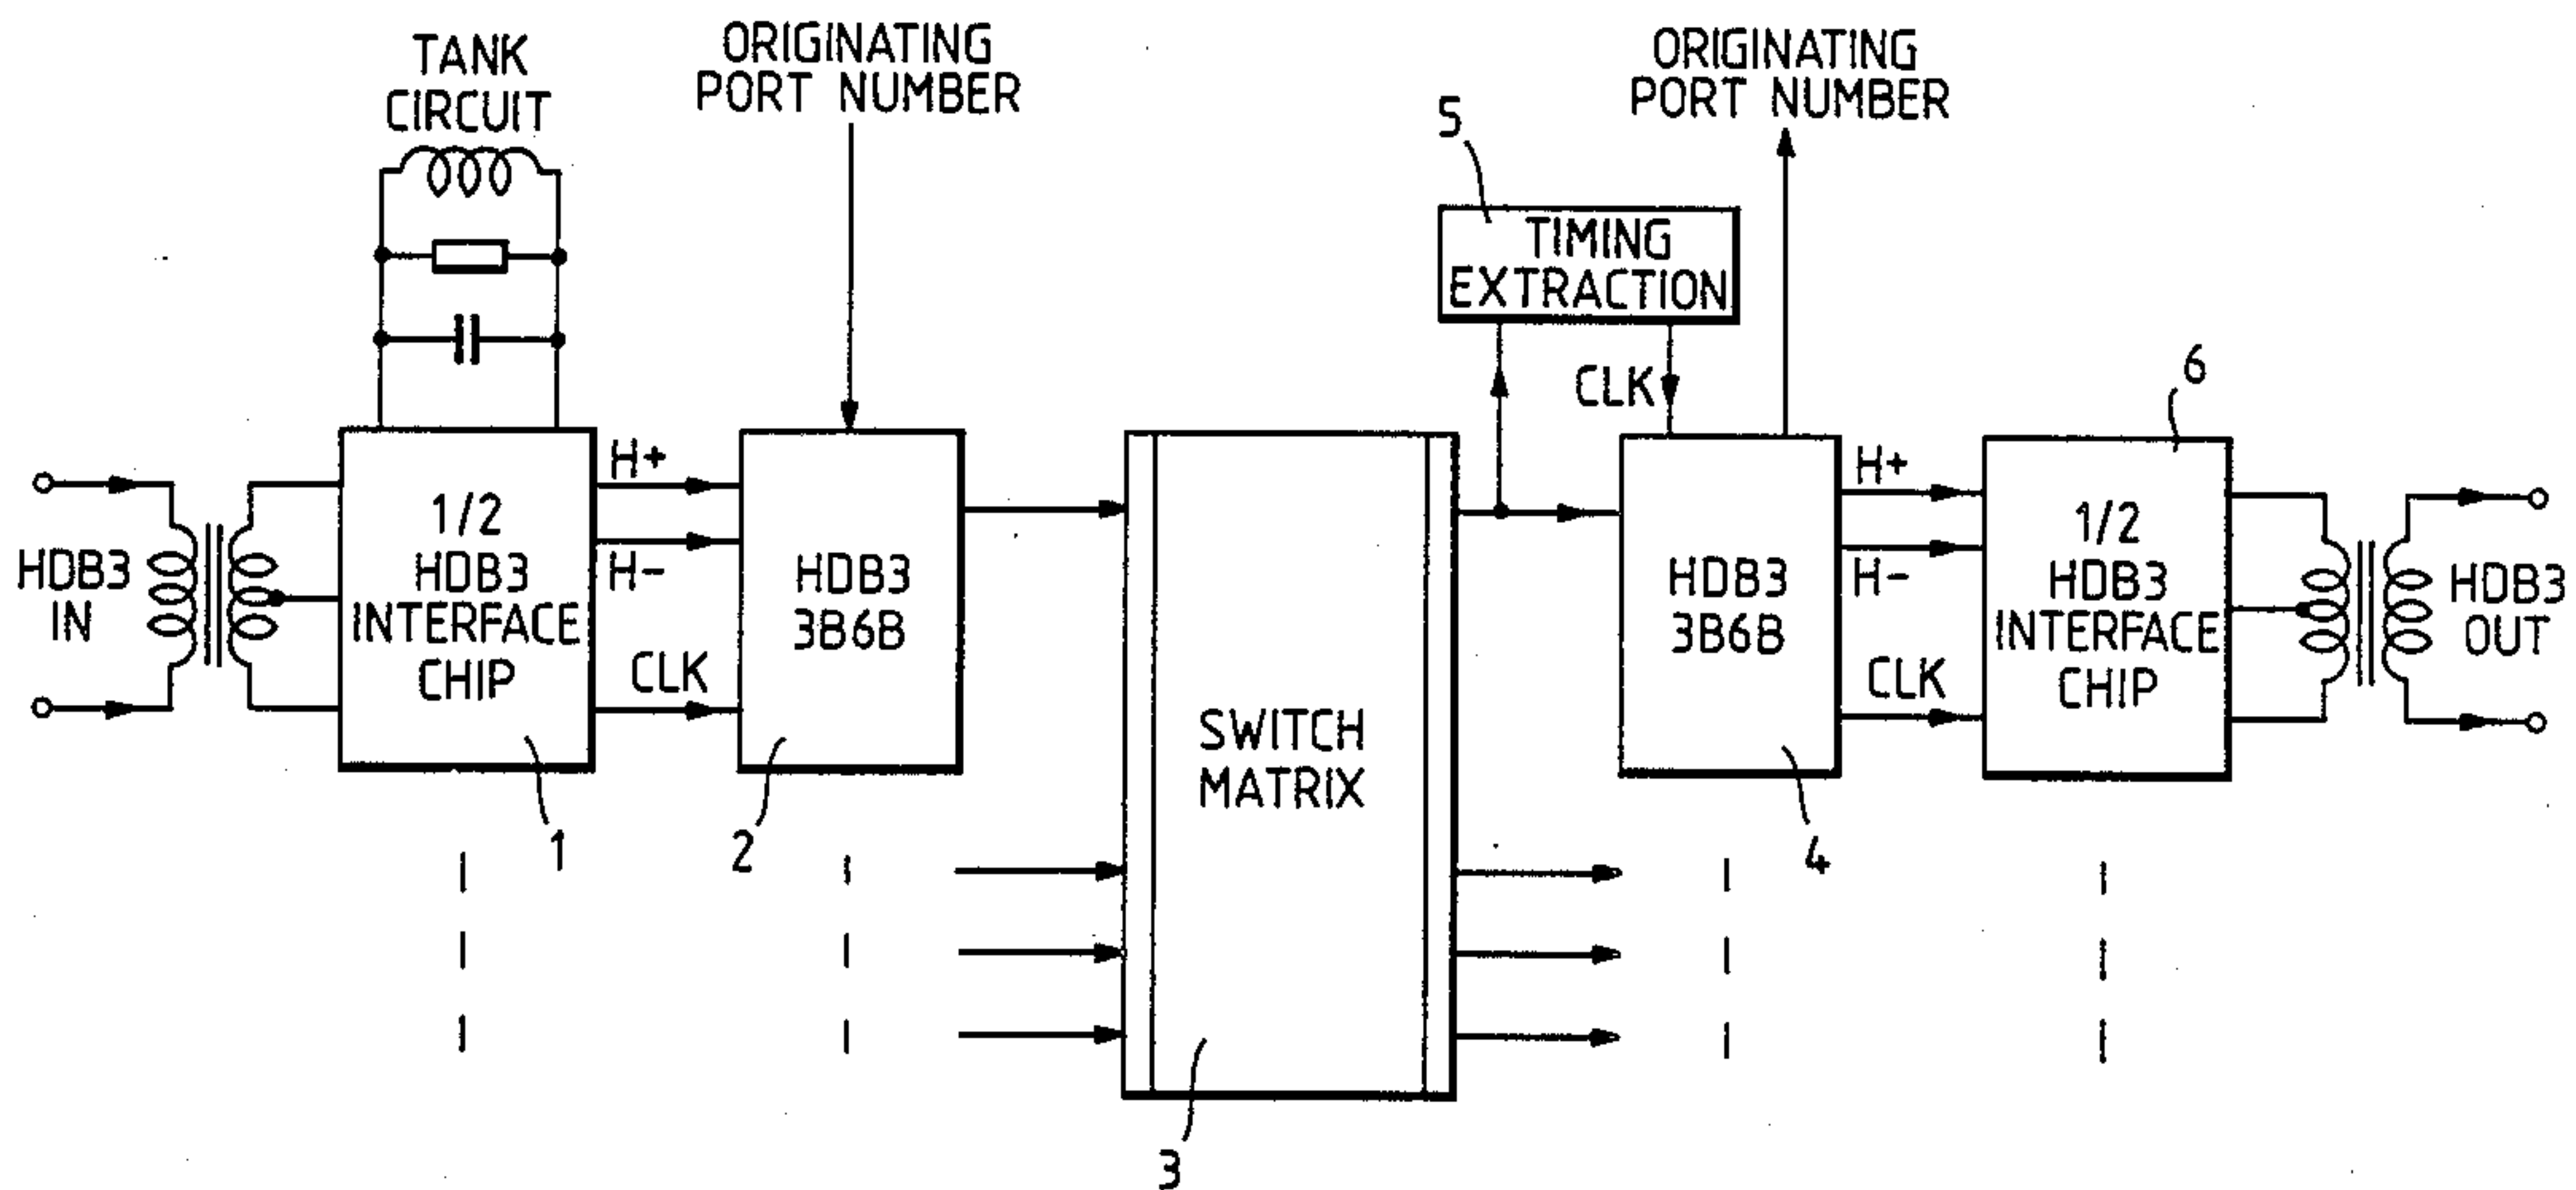 TANK
CIRCUIT
ORIGINATING
PORT NUMBER
ORIGINATING
PORT NUMBER
5
TIMING
EXTRACTION
CLK
6
HDB3
IN
1/2
HDB3
INTERFACE
CHIP
H+
H-
CLK
HDB3
3B6B
SWITCH
MATRIX
HDB3
3B6B
H+
H-
CLK
1/2
HDB3
INTERFACE
CHIP
HDB3
OUT
1
2
4
3